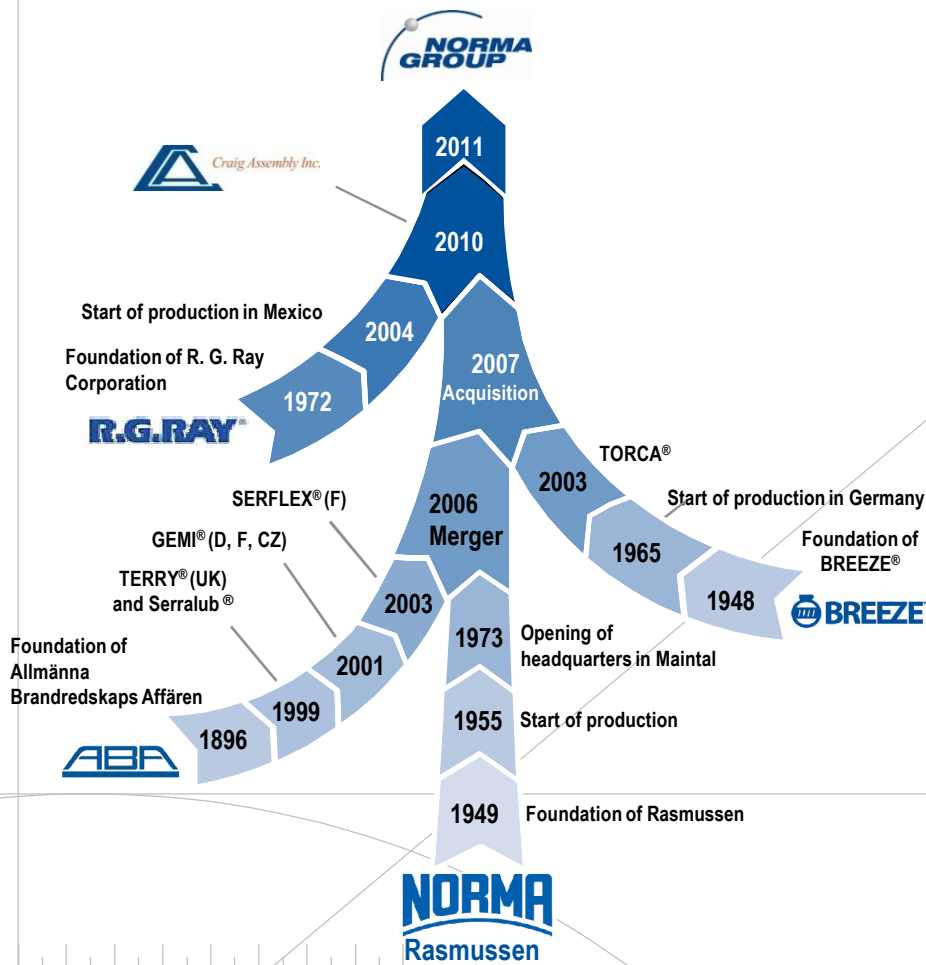 NORMA
GROUP
2011
Craig Assembly Inc.
2010
Start of production in Mexico
2004
Foundation of R. G. Ray
Corporation
2007
Acquisition
1972
R.G.RAY®
TORCA®
2003
SERFLEX® (F)
Start of production in Germany
2006
Merger
GEMI® (D, F, CZ)
1965
Foundation of
BREEZE®
TERRY® (UK)
and Serralub ®
2003
1948
BREEZE
1973
Opening of
headquarters in Maintal
Foundation of
Allmänna
Brandredskaps Affären
2001
1999
1955
Start of production
1896
ABA
1949
Foundation of Rasmussen
NORMA
Rasmussen